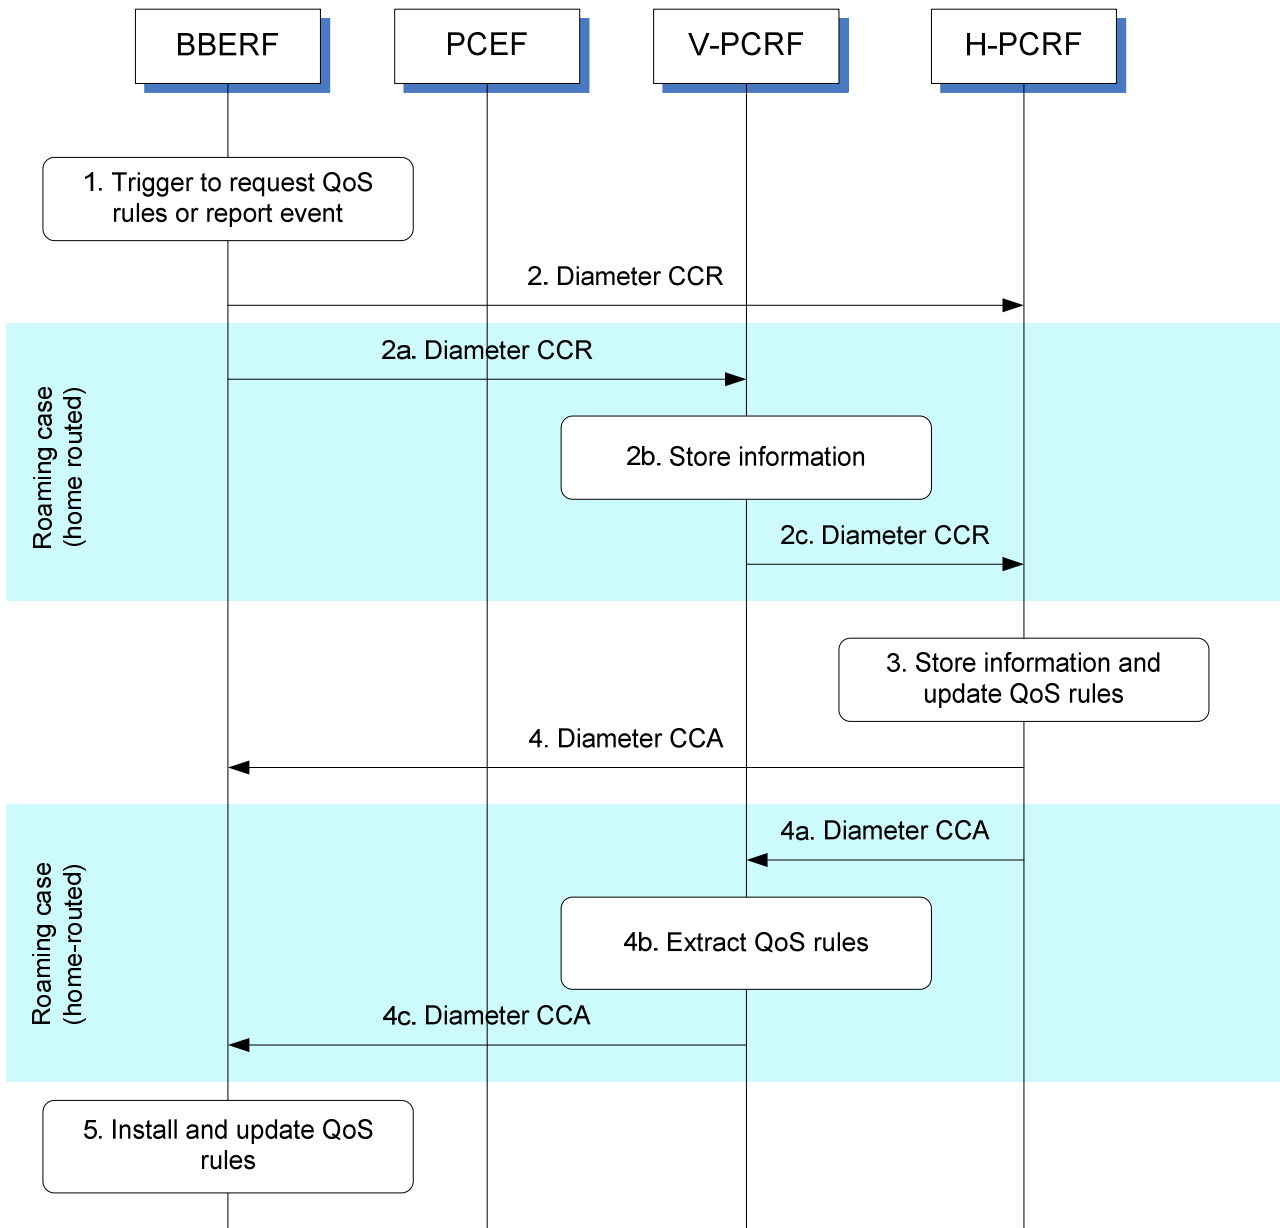 BBERF
PCEF
V-PCRF
H-PCRF
1. Trigger to request QoS
rules or report event
2. Diameter CCR
Roaming case
(home routed)
2a. Diameter CCR
2b. Store information
2c. Diameter CCR
3. Store information and
update QoS rules
4. Diameter CCA
Roaming case
(home-routed)
4a. Diameter CCA
4b. Extract QoS rules
4c. Diameter CCA
5. Install and update QoS
rules